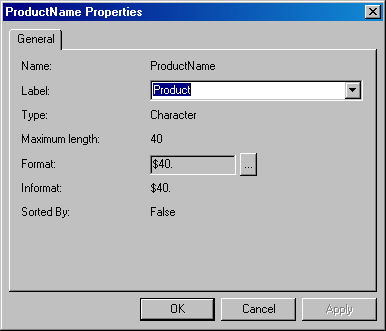 ProductName Properties
General
Name: ProductName
Label: Product
Type: Character
Maximum length: 40
Format: $40. ...
Informat: $40.
Sorted By: False
OK Cancel Apply